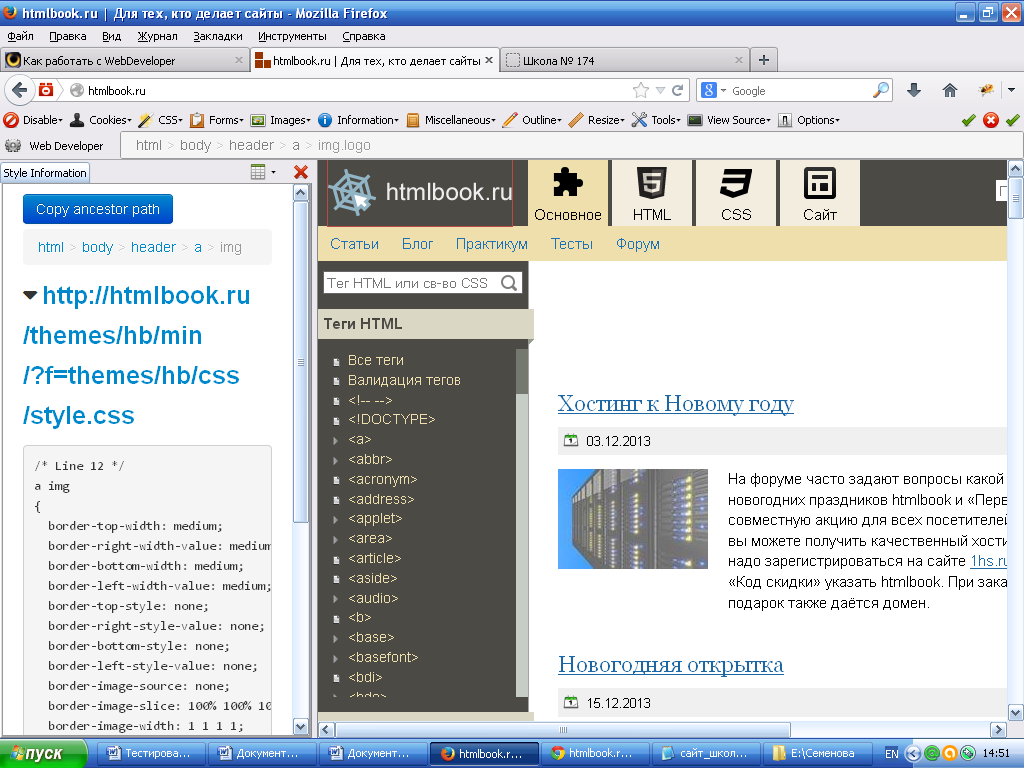 htmlbook.ru | Для тех, кто делает сайты - Mozilla Firefox
Файл Правка Вид Журнал Закладки Инструменты Справка
Как работать с WebDeveloper
htmlbook.ru | Для тех, кто делает сайты
Школа № 174
htmlbook.ru
Google
Disable Cookies CSS Forms Images Information Miscellaneous Outline Resize Tools View Source Options
Web Developer
html > body > header > a > img.logo
Style Information
Copy ancestor path
html > body > header > a > img
http://htmlbook.ru
/themes/hb/min
/?f=themes/hb/css
/style.css
/* Line 12 */
a img
{
border-top-width: medium;
border-right-width-value: medium
border-bottom-width: medium;
border-left-width-value: medium;
border-top-style: none;
border-right-style-value: none;
border-bottom-style: none;
border-left-style-value: none;
border-image-source: none;
border-image-slice: 100% 100% 10
border-image-width: 1 1 1 1;
htmlbook.ru
Основное
HTML
CSS
Сайт
Статьи Блог Практикум Тесты Форум
Тег HTML или св-во CSS
Теги HTML
Все теги
Валидация тегов
<!-- -->
<!DOCTYPE>
<a>
<abbr>
<acronym>
<address>
<applet>
<area>
<article>
<aside>
<audio>
<b>
<base>
<basefont>
<bdi>
<bdo>
Хостинг к Новому году
03.12.2013
На форуме часто задают вопросы какой
новогодних праздников htmlbook и «Перв
совместную акцию для всех посетителей
вы можете получить качественный хости
надо зарегистрироваться на сайте 1hs.ru
«Код скидки» указать htmlbook. При зака
подарок также даётся домен.
Новогодняя открытка
15.12.2013
пуск
Тестирова...
Документ...
Документ...
htmlbook.r...
htmlbook.r...
сайт_школ...
E:\Семенова
EN
14:51